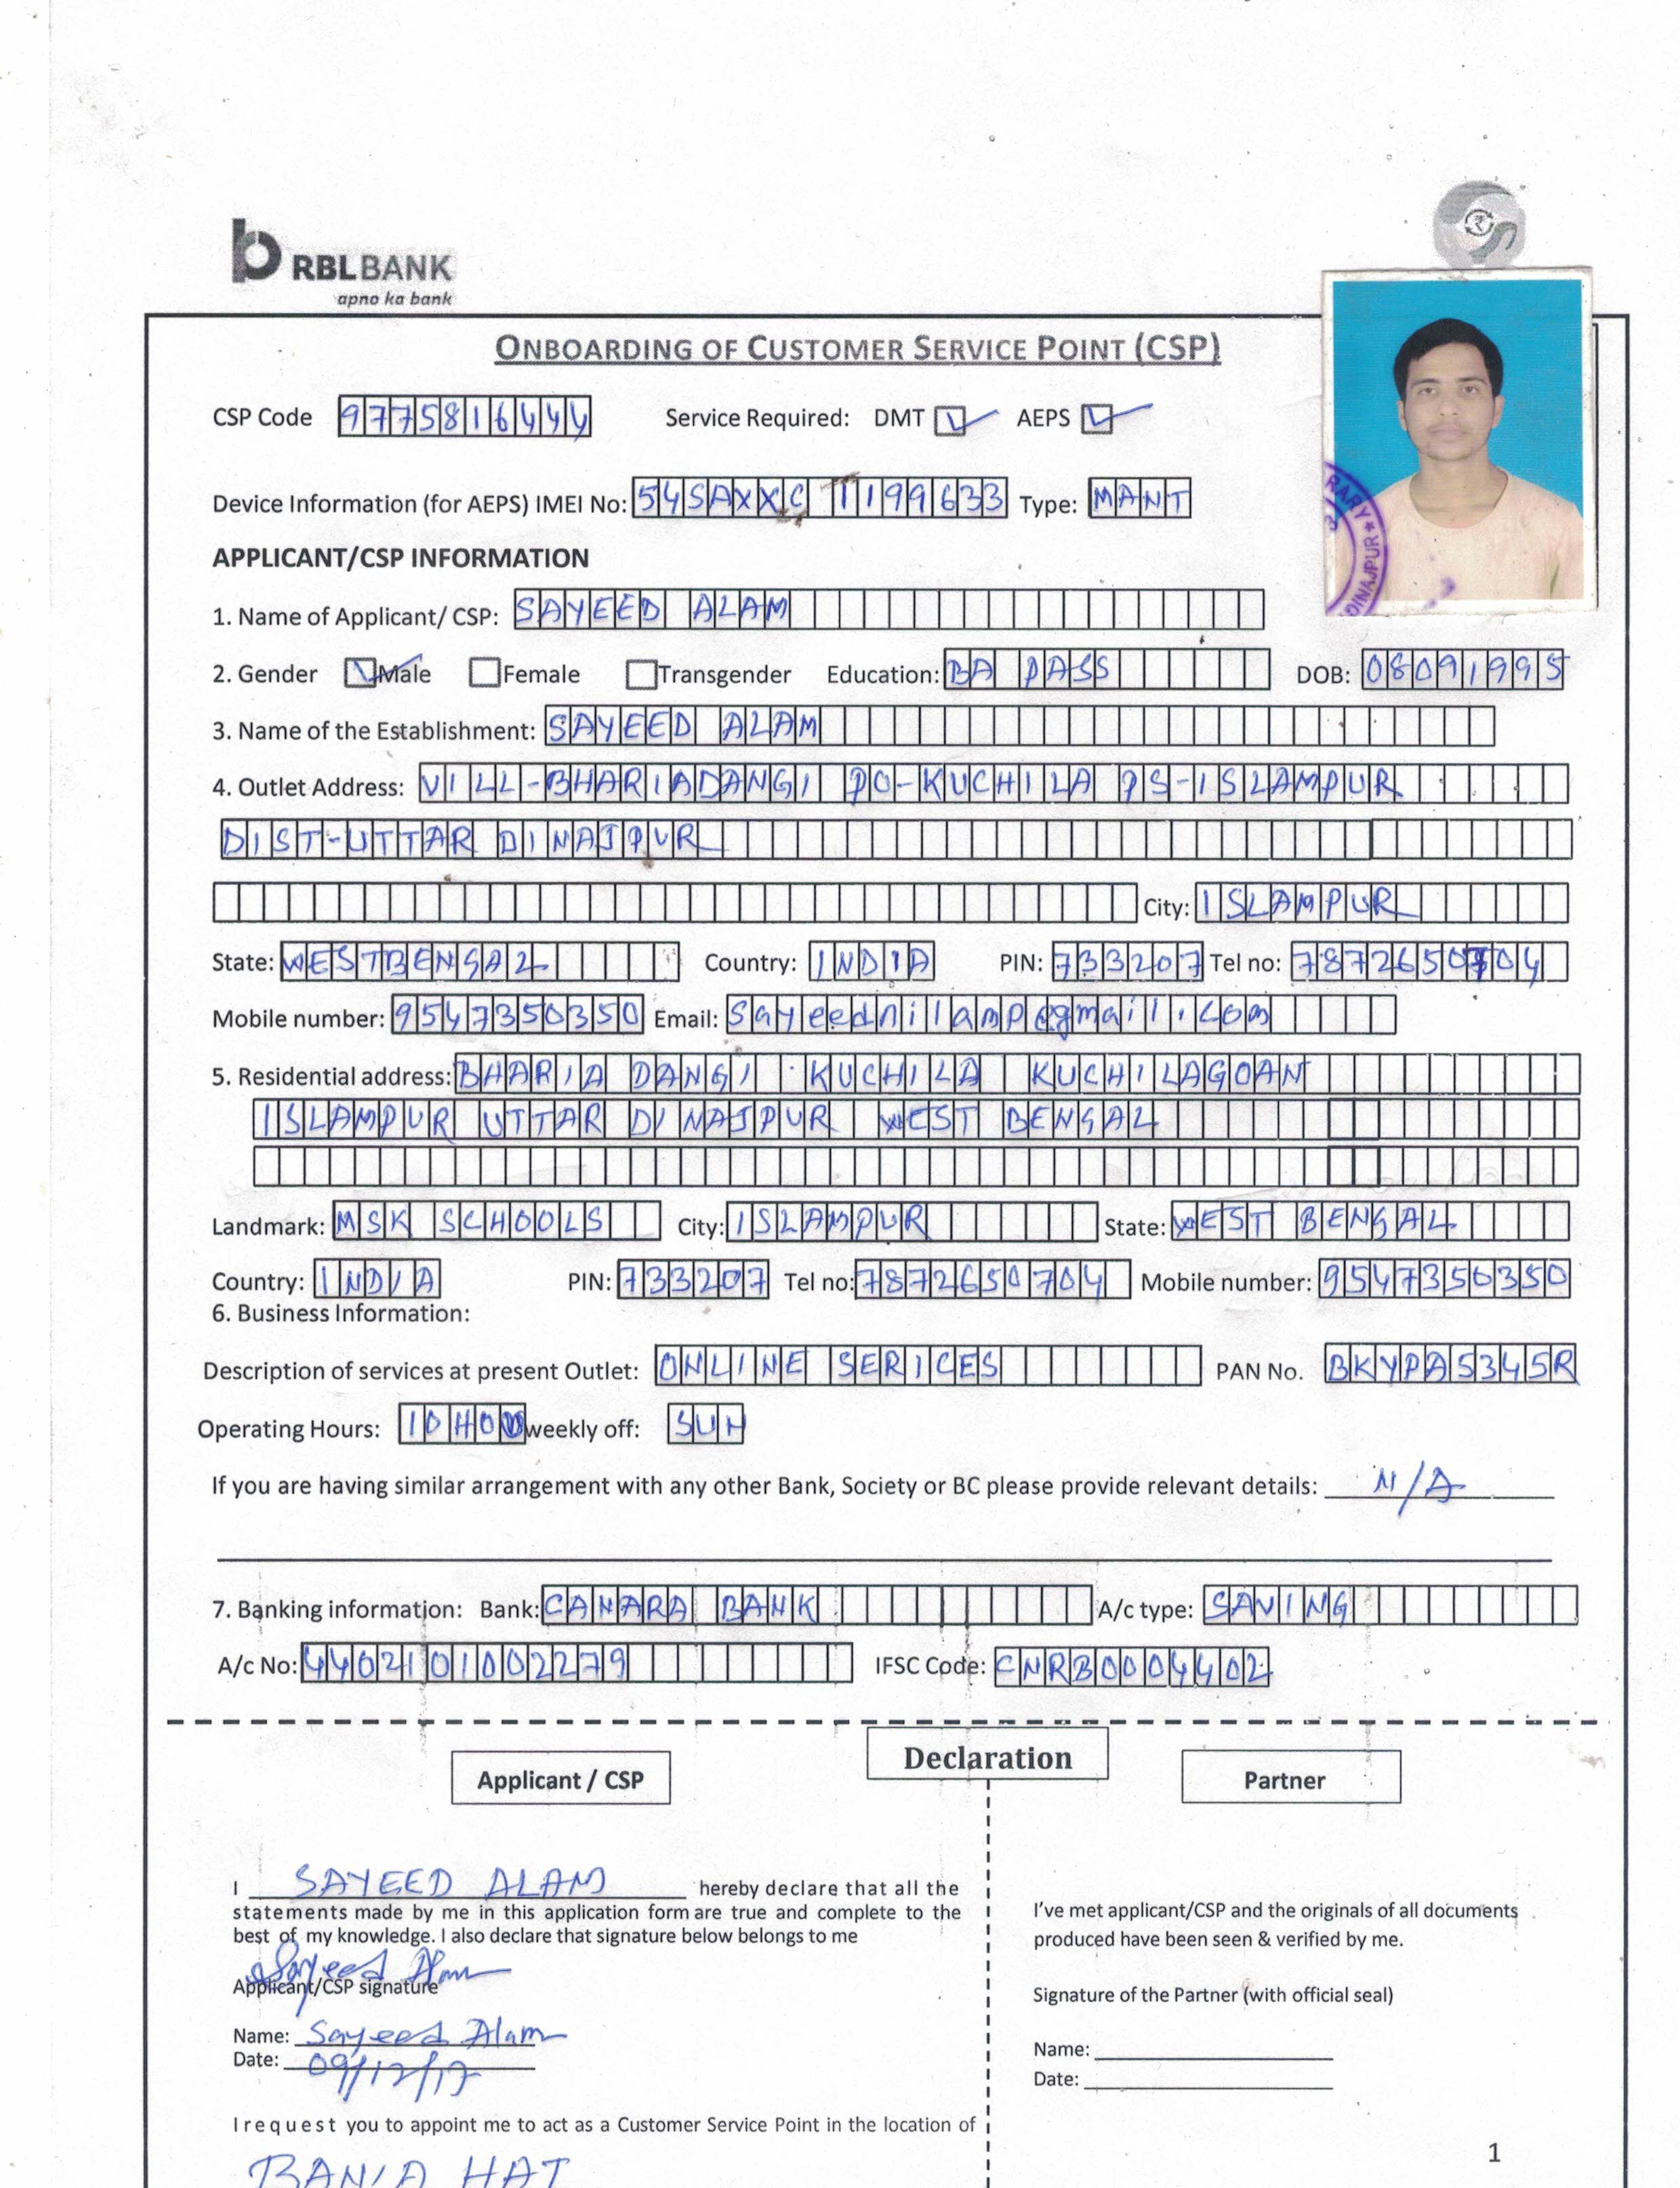 RBLBANK
apno ka bank
ONBOARDING OF CUSTOMER SERVICE POINT (CSP)
CSP Code 9775816444 Service Required: DMT AEPS
Device Information (for AEPS) IMEI No: 54SAXXC 1199633 Type: MANT
RARY * DINAJPUR *
APPLICANT/CSP INFORMATION
1. Name of Applicant/ CSP: SAYEED ALAM
2. Gender Male Female Transgender Education: BA PASS DOB: 08091995
3. Name of the Establishment: SAYEED ALAM
4. Outlet Address: VILL-BHARIADANGI PO-KUCHILA PS-ISLAMPUR
DIST-UTTAR DINAJPUR
City: ISLAMPUR
State: WESTBENGAL Country: INDIA PIN: 733207 Tel no: 7872650704
Mobile number: 9547350350 Email: sayeednilamp@gmail.com
5. Residential address: BHARIA DANGI KUCHILA KUCHILAGOAN
ISLAMPUR UTTAR DINAJPUR WEST BENGAL
Landmark: MSK SCHOOLS City: ISLAMPUR State: WEST BENGAL
Country: INDIA PIN: 733207 Tel no: 7872650704 Mobile number: 9547350350
6. Business Information:
Description of services at present Outlet: ONLINE SERICES PAN No. BKYPA5345R
Operating Hours: 10 HOU weekly off: SUN
If you are having similar arrangement with any other Bank, Society or BC please provide relevant details: N/A
7. Banking information: Bank: CANARA BANK A/c type: SAVING
A/c No: 4402101002279 IFSC Code: CNRB0004402
Declaration
Applicant / CSP
Partner
I SAYEED ALAM hereby declare that all the
statements made by me in this application form are true and complete to the
best of my knowledge. I also declare that signature below belongs to me
Sayeed Alam
Applicant/CSP signature
Name: Sayeed Alam
Date: 09/12/17
I request you to appoint me to act as a Customer Service Point in the location of
BANIA HAT
I've met applicant/CSP and the originals of all documents
produced have been seen & verified by me.
Signature of the Partner (with official seal)
Name:
Date:
1